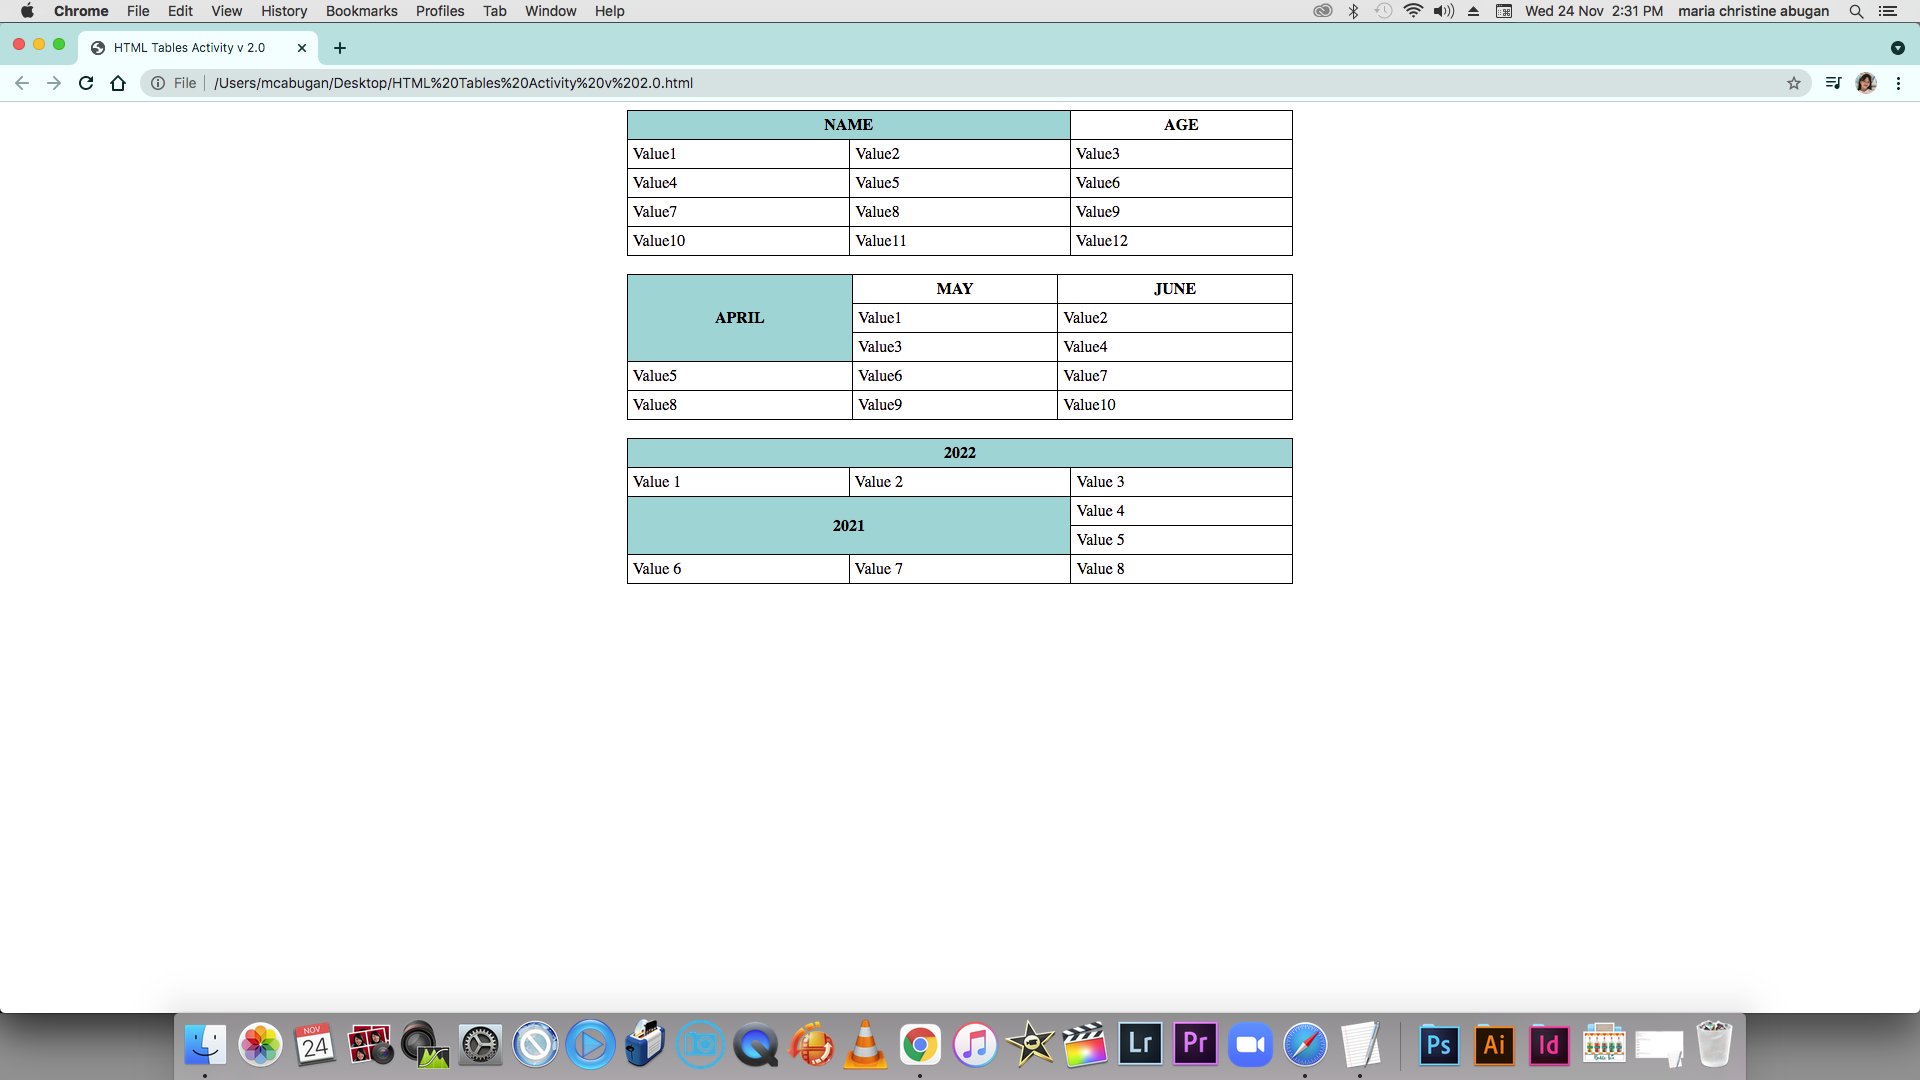 Chrome File Edit View History Bookmarks Profiles Tab Window Help Wed 24 Nov 2:31 PM maria christine abugan
HTML Tables Activity v 2.0
File /Users/mcabugan/Desktop/HTML%20Tables%20Activity%20v%202.0.html
NAME AGE
Value1 Value2 Value3
Value4 Value5 Value6
Value7 Value8 Value9
Value10 Value11 Value12
APRIL MAY JUNE
Value1 Value2
Value3 Value4
Value5 Value6 Value7
Value8 Value9 Value10
2022
Value 1 Value 2 Value 3
2021 Value 4
Value 5
Value 6 Value 7 Value 8
NOV
24 Lr Pr Ps Ai Id